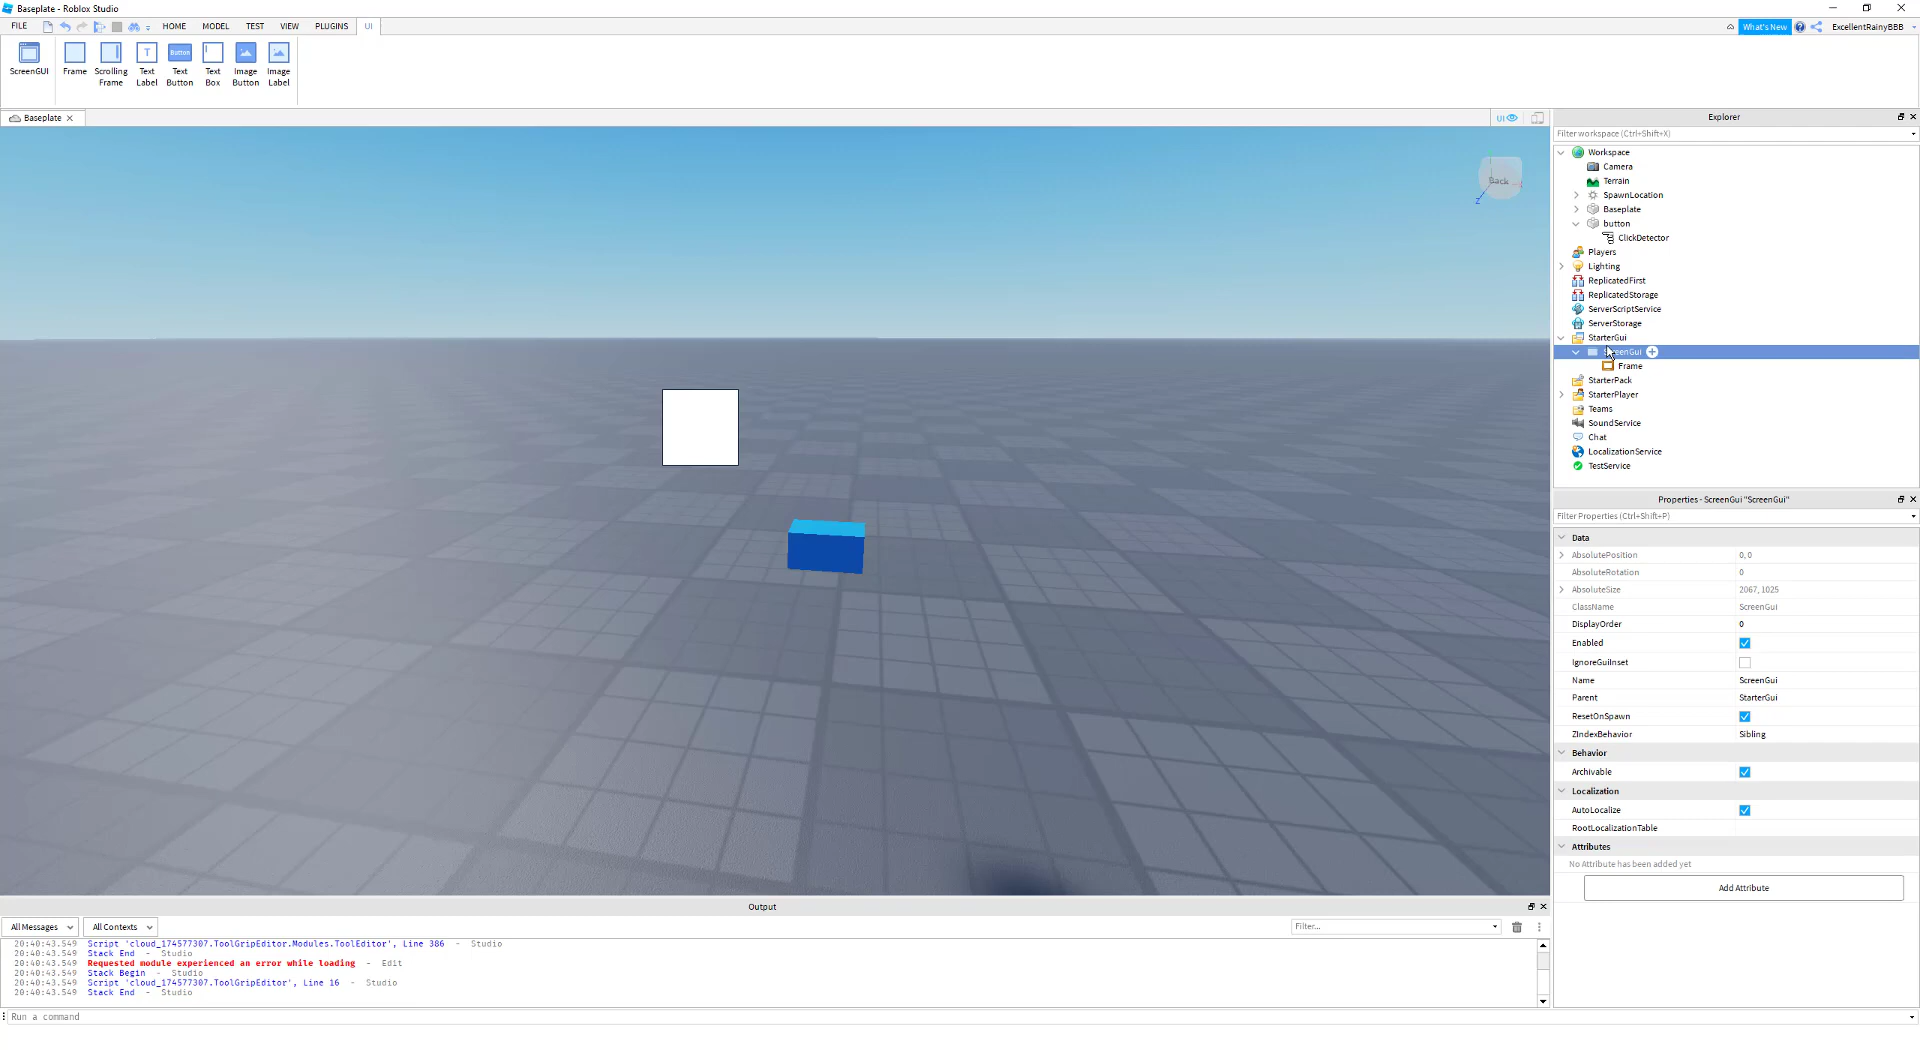 Baseplate - Roblox Studio
FILE HOME MODEL TEST VIEW PLUGINS UI What's New ExcellentRainyBBB
ScreenGUI Frame Scrolling Frame Text Label Button Text Button Text Box Image Button Image Label
Baseplate UI
Back
Z
Explorer
Filter workspace (Ctrl+Shift+X)
Workspace
Camera
Terrain
SpawnLocation
Baseplate
button
ClickDetector
Players
Lighting
ReplicatedFirst
ReplicatedStorage
ServerScriptService
ServerStorage
StarterGui
Frame
StarterPack
StarterPlayer
Teams
SoundService
Chat
LocalizationService
TestService
Properties - ScreenGui "ScreenGui"
Filter Properties (Ctrl+Shift+P)
Data
AbsolutePosition 0, 0
AbsoluteRotation 0
AbsoluteSize 2067, 1025
ClassName ScreenGui
DisplayOrder 0
Enabled
IgnoreGuiInset
Name ScreenGui
Parent StarterGui
ResetOnSpawn
ZIndexBehavior Sibling
Behavior
Archivable
Localization
AutoLocalize
RootLocalizationTable
Attributes
No Attribute has been added yet
Add Attribute
Output
All Messages All Contexts Filter...
20:40:43.549 Script 'cloud_174577307.ToolGripEditor.Modules.ToolEditor', Line 386 - Studio
20:40:43.549 Stack End - Studio
20:40:43.549 Requested module experienced an error while loading - Edit
20:40:43.549 Stack Begin - Studio
20:40:43.549 Script 'cloud_174577307.ToolGripEditor', Line 16 - Studio
20:40:43.549 Stack End - Studio
Run a command